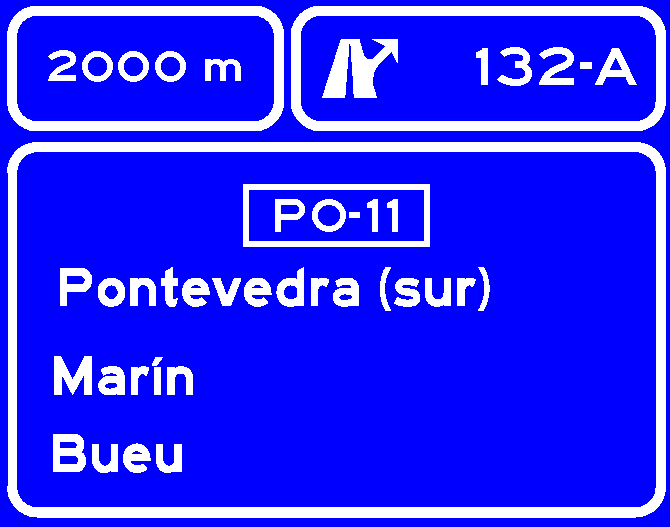 2000 m
132-A
PO-11
Pontevedra (sur)
Marín
Bueu